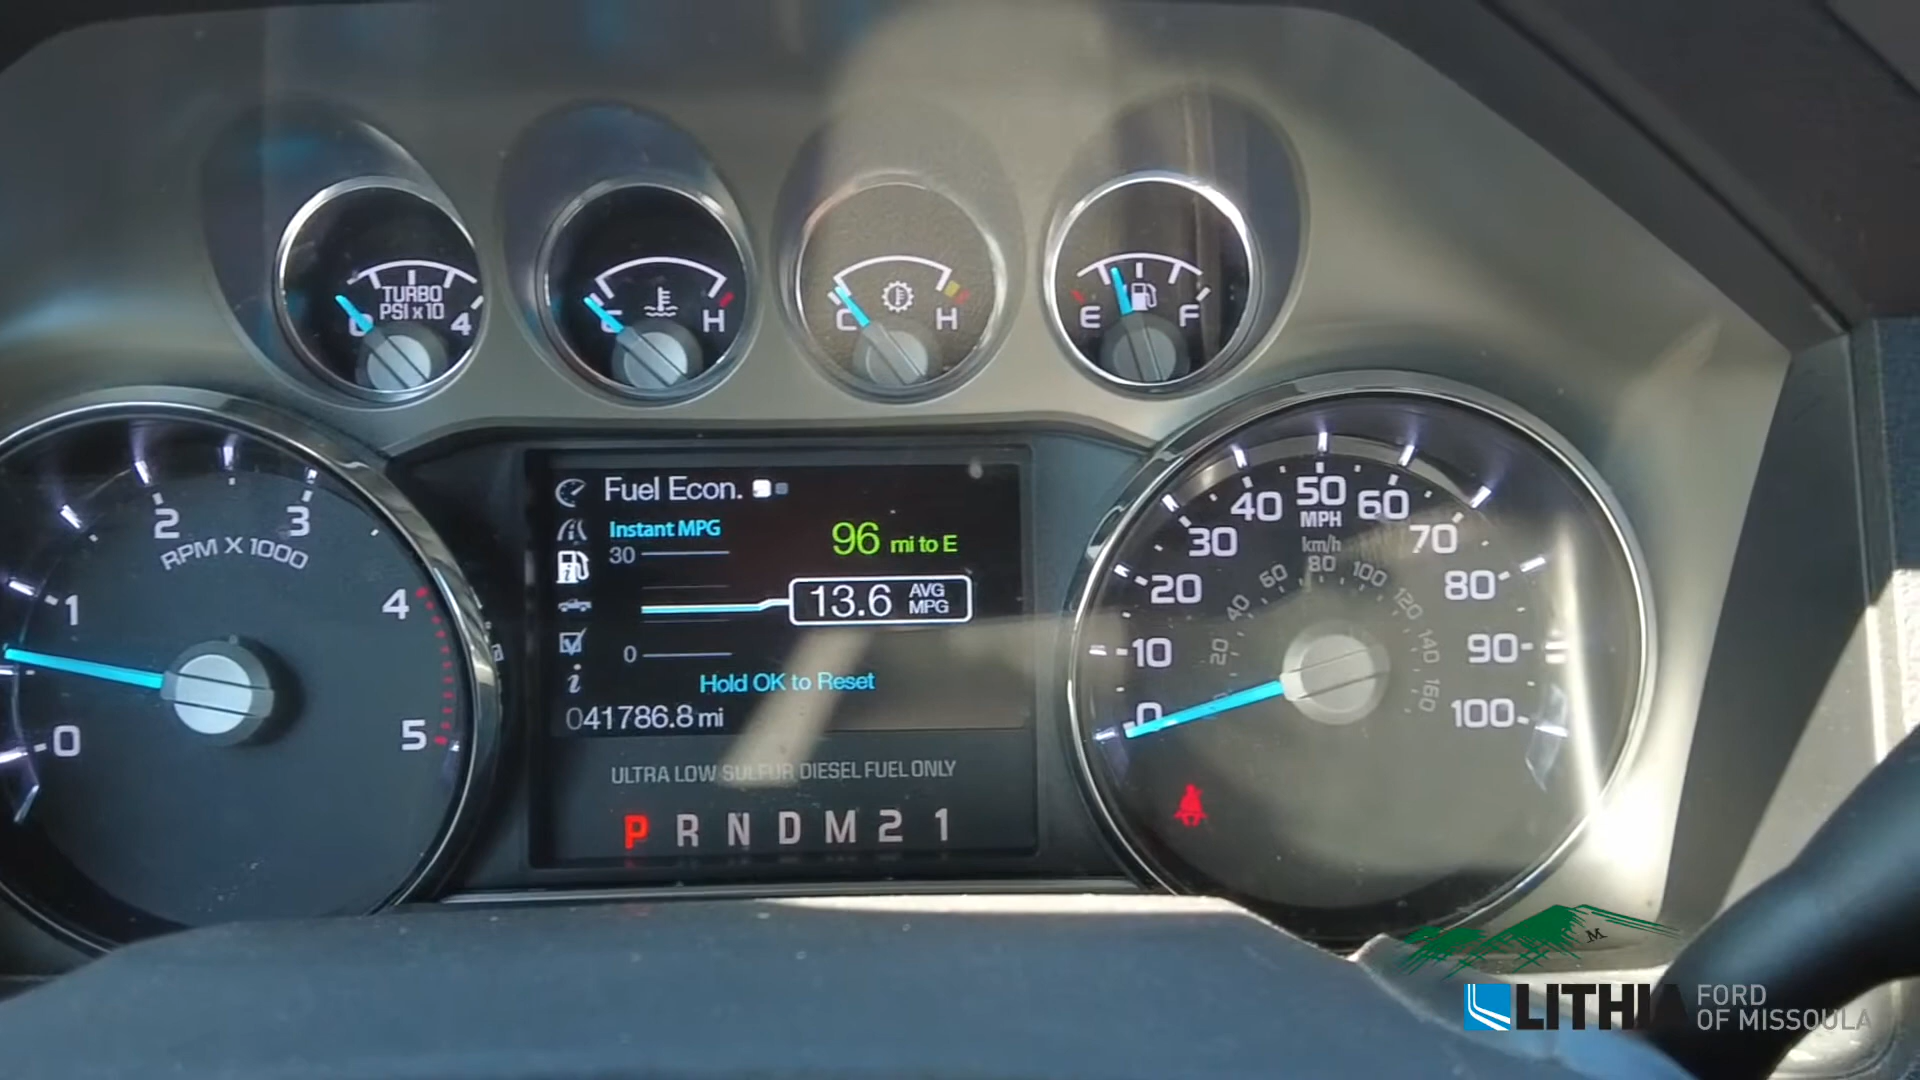 TURBO
PSI x 10
0
4
C
H
C
H
E
F
0
1
2
3
4
5
RPM X 1000
Fuel Econ.
Instant MPG
30
0
96 mi to E
13.6 AVG MPG
Hold OK to Reset
041786.8 mi
ULTRA LOW SULFUR DIESEL FUEL ONLY
P R N D M 2 1
0
10
20
30
40
50
60
70
80
90
100
MPH
km/h
20
40
60
80
100
120
140
160
M
LITHIA
FORD
OF MISSOULA